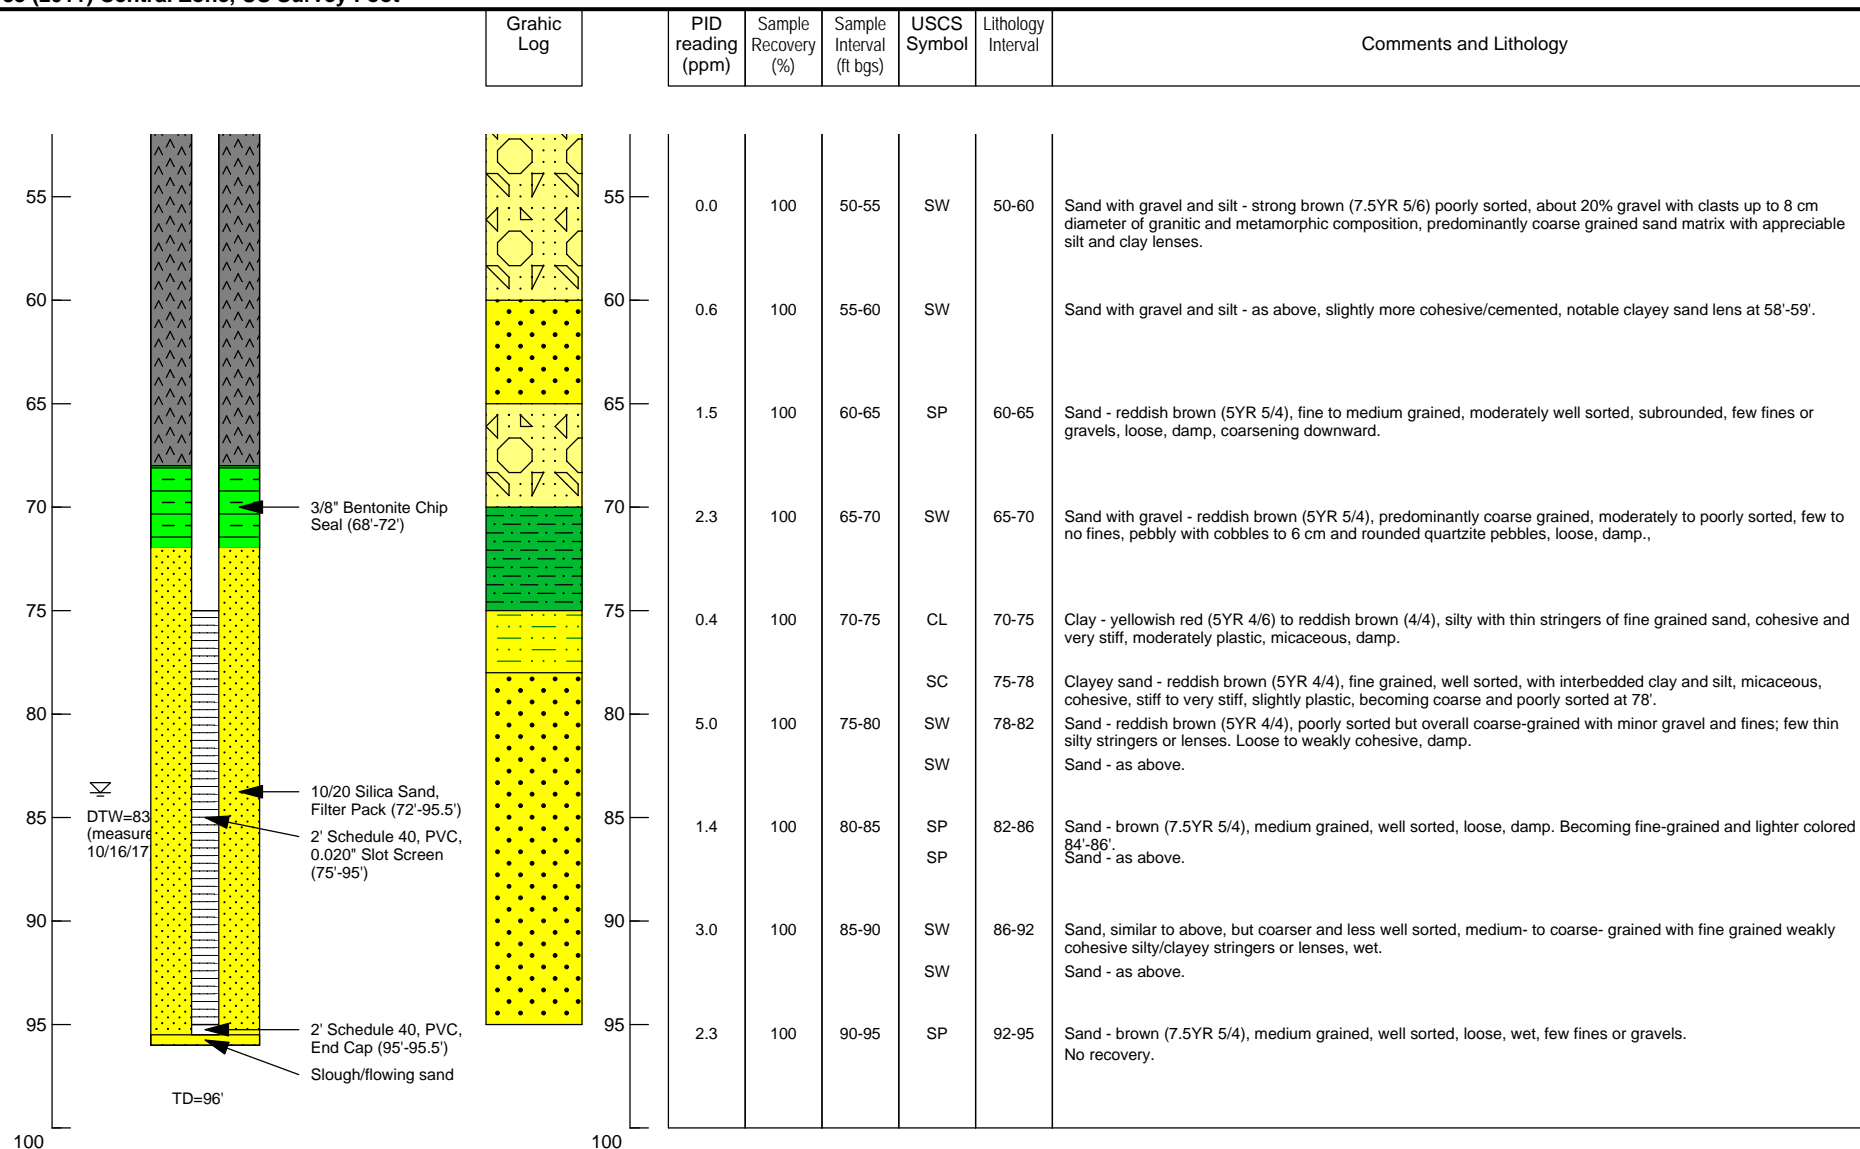 Grahic
Log
PID
reading
(ppm)
Sample
Recovery
(%)
Sample
Interval
(ft bgs)
USCS
Symbol
Lithology
Interval
Comments and Lithology
55
55
0.0 100 50-55 SW 50-60 Sand with gravel and silt - strong brown (7.5YR 5/6) poorly sorted, about 20% gravel with clasts up to 8 cm
diameter of granitic and metamorphic composition, predominantly coarse grained sand matrix with appreciable
silt and clay lenses.
60
60
0.6 100 55-60 SW Sand with gravel and silt - as above, slightly more cohesive/cemented, notable clayey sand lens at 58'-59'.
65
65
1.5 100 60-65 SP 60-65 Sand - reddish brown (5YR 5/4), fine to medium grained, moderately well sorted, subrounded, few fines or
gravels, loose, damp, coarsening downward.
70
3/8" Bentonite Chip
Seal (68'-72')
70
2.3 100 65-70 SW 65-70 Sand with gravel - reddish brown (5YR 5/4), predominantly coarse grained, moderately to poorly sorted, few to
no fines, pebbly with cobbles to 6 cm and rounded quartzite pebbles, loose, damp.,
75
75
0.4 100 70-75 CL 70-75 Clay - yellowish red (5YR 4/6) to reddish brown (4/4), silty with thin stringers of fine grained sand, cohesive and
very stiff, moderately plastic, micaceous, damp.
SC 75-78 Clayey sand - reddish brown (5YR 4/4), fine grained, well sorted, with interbedded clay and silt, micaceous,
cohesive, stiff to very stiff, slightly plastic, becoming coarse and poorly sorted at 78'.
80
80
5.0 100 75-80 SW 78-82 Sand - reddish brown (5YR 4/4), poorly sorted but overall coarse-grained with minor gravel and fines; few thin
silty stringers or lenses. Loose to weakly cohesive, damp.
SW Sand - as above.
10/20 Silica Sand,
Filter Pack (72'-95.5')
85
DTW=83
(measure
10/16/17
2' Schedule 40, PVC,
0.020" Slot Screen
(75'-95')
85
1.4 100 80-85 SP 82-86 Sand - brown (7.5YR 5/4), medium grained, well sorted, loose, damp. Becoming fine-grained and lighter colored
84'-86'.
SP Sand - as above.
90
90
3.0 100 85-90 SW 86-92 Sand, similar to above, but coarser and less well sorted, medium- to coarse- grained with fine grained weakly
cohesive silty/clayey stringers or lenses, wet.
SW Sand - as above.
95
2' Schedule 40, PVC,
End Cap (95'-95.5')
Slough/flowing sand
95
2.3 100 90-95 SP 92-95 Sand - brown (7.5YR 5/4), medium grained, well sorted, loose, wet, few fines or gravels.
No recovery.
TD=96'
100
100